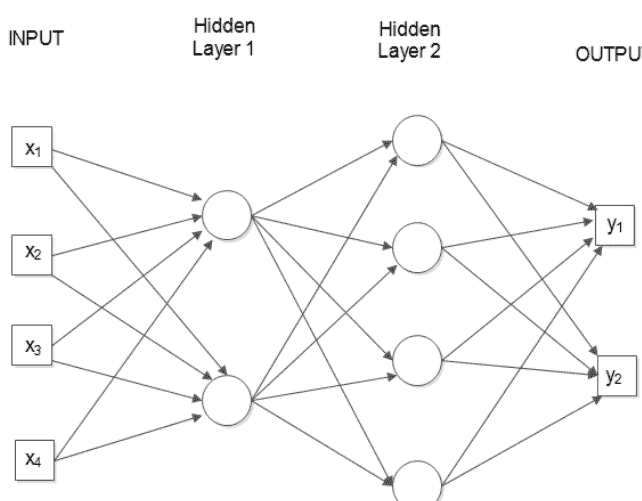 INPUT
Hidden
Layer 1
Hidden
Layer 2
OUTPU
x1
x2
x3
x4
y1
y2